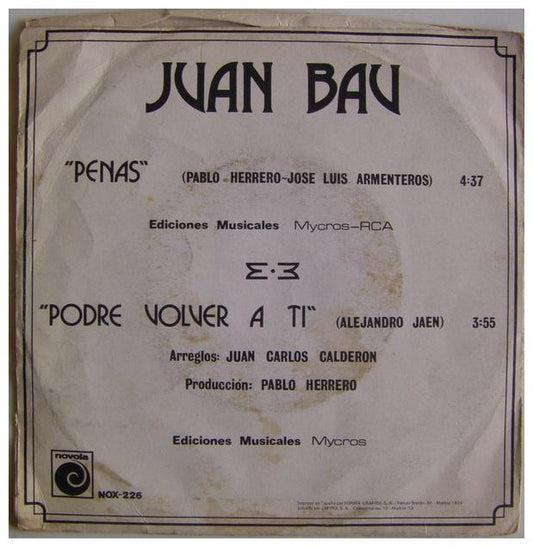 JUAN BAU
"PENAS" (PABLO HERRERO-JOSE LUIS ARMENTEROS) 4:37
Ediciones Musicales Mycros-RCA
"PODRE VOLVER A TI" (ALEJANDRO JAEN) 3:55
Arreglos: JUAN CARLOS CALDERON
Producción: PABLO HERRERO
Ediciones Musicales Mycros
novola
NOX-226